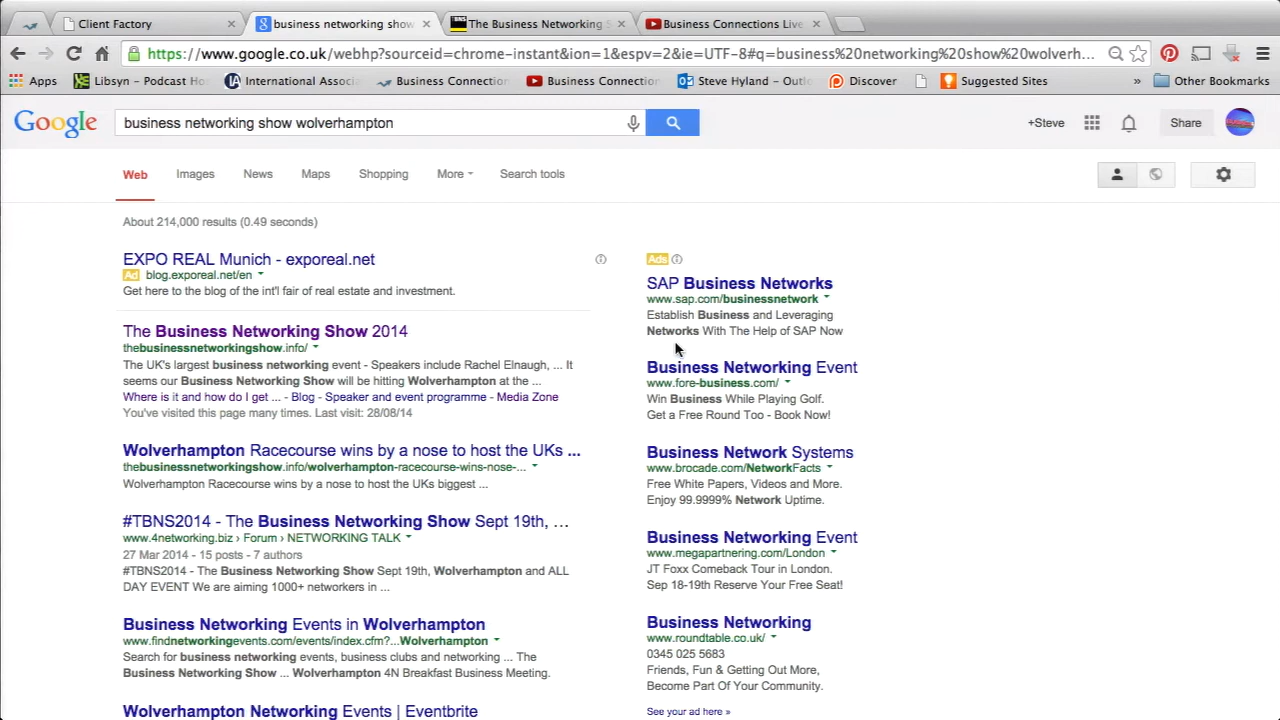 Client Factory
business networking show
The Business Networking S
Business Connections Live
https://www.google.co.uk/webhp?sourceid=chrome-instant&ion=1&espv=2&ie=UTF-8#q=business%20networking%20show%20wolverh...
Apps
Libsyn - Podcast Ho
International Associa
Business Connection
Business Connection
Steve Hyland - Outlo
Discover
Suggested Sites
»
Other Bookmarks
Google
business networking show wolverhampton
+Steve
Share
Web
Images
News
Maps
Shopping
More
Search tools
About 214,000 results (0.49 seconds)
EXPO REAL Munich - exporeal.net
Ad blog.exporeal.net/en
Get here to the blog of the int'l fair of real estate and investment.
The Business Networking Show 2014
thebusinessnetworkingshow.info/
The UK's largest business networking event - Speakers include Rachel Elnaugh, ... It
seems our Business Networking Show will be hitting Wolverhampton at the ...
Where is it and how do I get ... - Blog - Speaker and event programme - Media Zone
You've visited this page many times. Last visit: 28/08/14
Wolverhampton Racecourse wins by a nose to host the UKs ...
thebusinessnetworkingshow.info/wolverhampton-racecourse-wins-nose-...
Wolverhampton Racecourse wins by a nose to host the UKs biggest ...
#TBNS2014 - The Business Networking Show Sept 19th, ...
www.4networking.biz › Forum › NETWORKING TALK
27 Mar 2014 - 15 posts - 7 authors
#TBNS2014 - The Business Networking Show Sept 19th, Wolverhampton and ALL
DAY EVENT We are aiming 1000+ networkers in ...
Business Networking Events in Wolverhampton
www.findnetworkingevents.com/events/index.cfm?...Wolverhampton
Search for business networking events, business clubs and networking ... The
Business Networking Show ... Wolverhampton 4N Breakfast Business Meeting.
Wolverhampton Networking Events | Eventbrite
Ads
SAP Business Networks
www.sap.com/businessnetwork
Establish Business and Leveraging
Networks With The Help of SAP Now
Business Networking Event
www.fore-business.com/
Win Business While Playing Golf.
Get a Free Round Too - Book Now!
Business Network Systems
www.brocade.com/NetworkFacts
Free White Papers, Videos and More.
Enjoy 99.9999% Network Uptime.
Business Networking Event
www.megapartnering.com/London
JT Foxx Comeback Tour in London.
Sep 18-19th Reserve Your Free Seat!
Business Networking
www.roundtable.co.uk/
0345 025 5683
Friends, Fun & Getting Out More,
Become Part Of Your Community.
See your ad here »